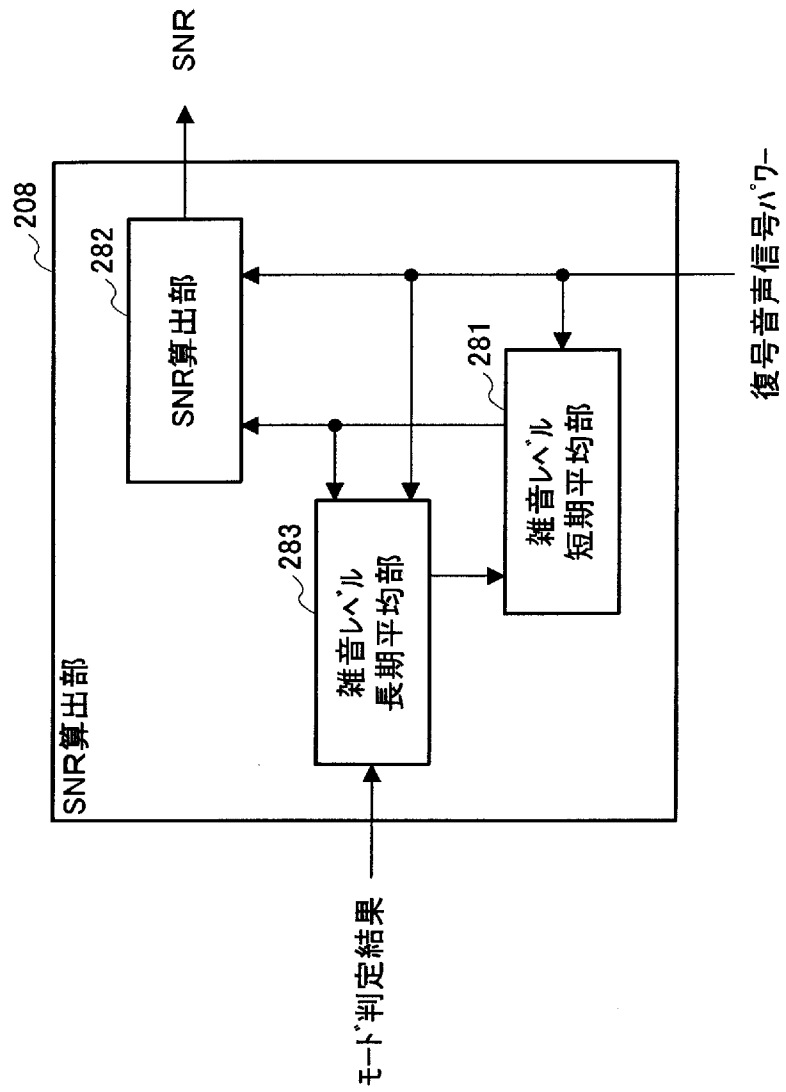 SNR算出部
208
282
SNR算出部
SNR
283
雑音レベル
長期平均部
281
雑音レベル
短期平均部
モード判定結果
復号音声信号パワー